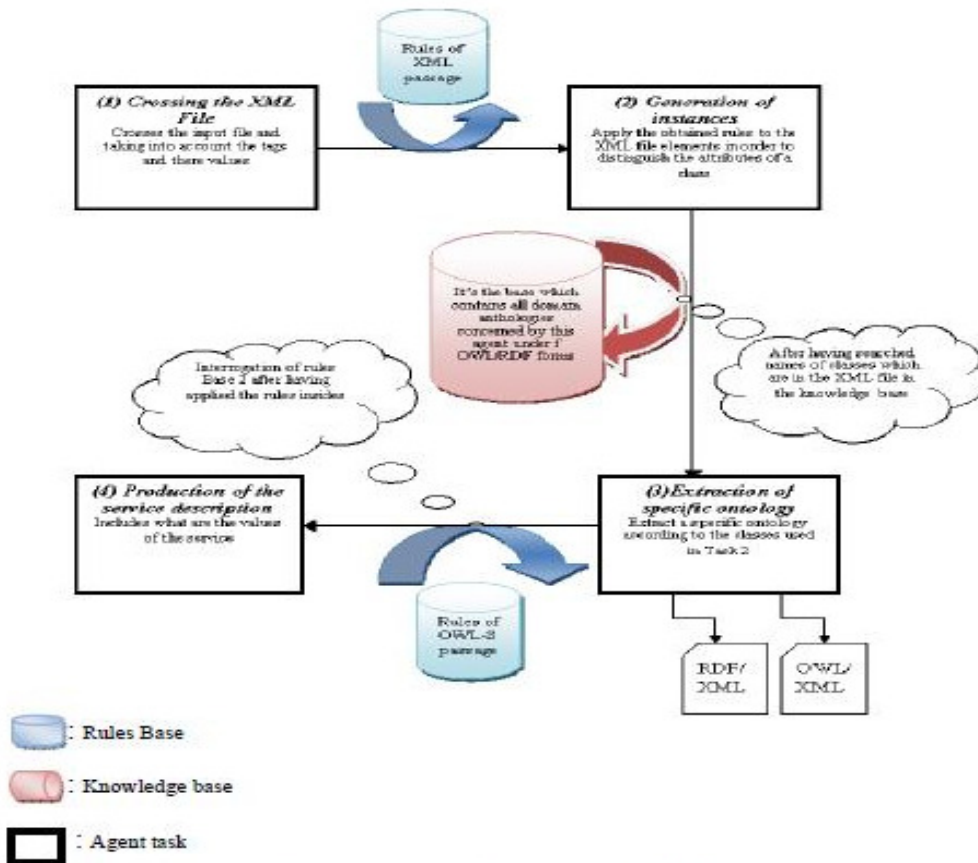 Rules of
XML
passage
(1) Crossing the XML
File
Crosses the input file and
taking into account the tags
and there values
(2) Generation of
instances
Apply the obtained rules to the
XML file elements in order to
distinguish the attributes of a
class
It's the base which
contains all domain
anthologies
concerned by this
agent under f
OWL/RDF forms
Interrogation of rules
Base 2 after having
applied the rules insides
After having searched
names of classes which
are in the XML file in
the knowledge base
(4) Production of the
service description
Includes what are the values
of the service
(3)Extraction of
specific ontology
Extract a specific ontology
according to the classes used
in Task 2
Rules of
OWL-S
passage
RDF/
XML
OWL/
XML
: Rules Base
: Knowledge base
: Agent task